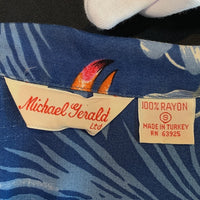 Michael Gerald
Ltd.
100% RAYON
S
MADE IN TURKEY
RN 63925